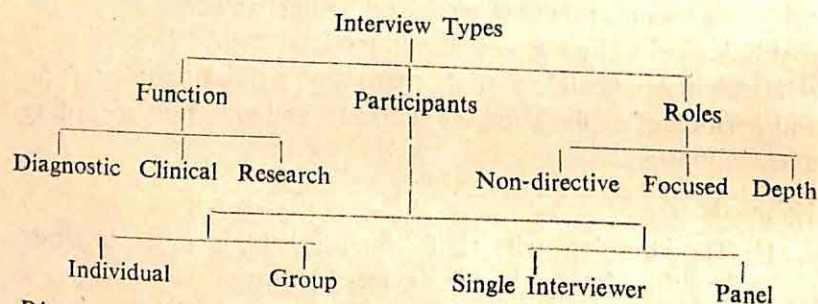 Interview Types
Function Participants Roles
Diagnostic Clinical Research
Non-directive Focused Depth
Individual Group Single Interviewer Panel